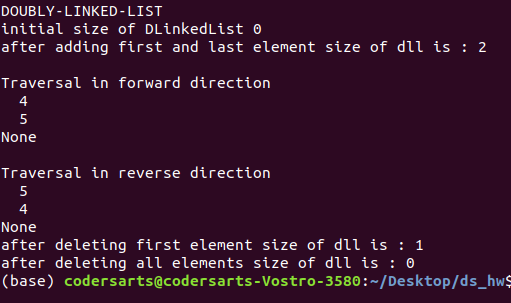 DOUBLY-LINKED-LIST
initial size of DLinkedList 0
after adding first and last element size of dll is : 2
Traversal in forward direction
4
5
None
Traversal in reverse direction
5
4
None
after deleting first element size of dll is : 1
after deleting all elements size of dll is : 0
(base) codersarts@codersarts-Vostro-3580:~/Desktop/ds_hw$